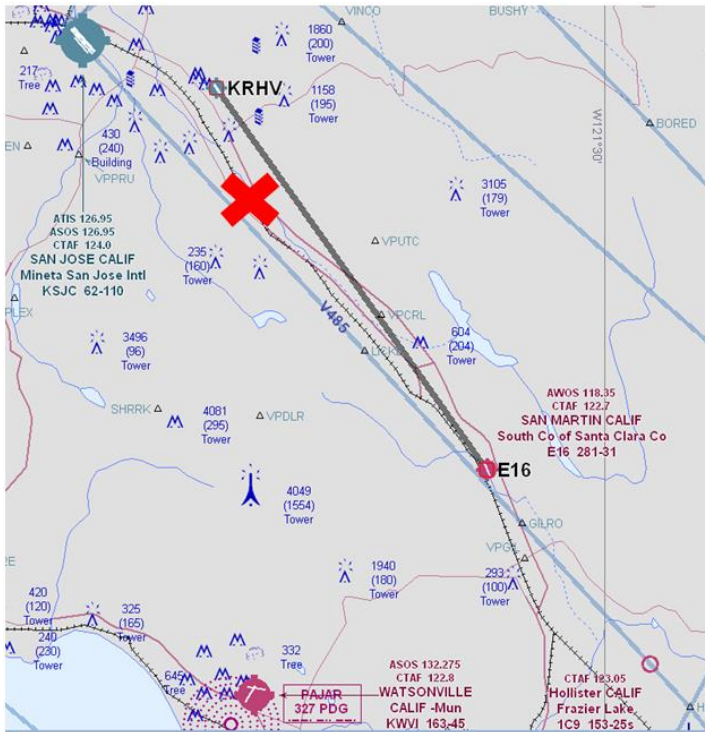 VINCO
BUSHY
1860
(200)
Tower
217
Tree
KRHV
1158
(195)
Tower
BORED
W121°30'
430
(240)
Building
EN
VPPRU
3105
(179)
Tower
ATIS 126.95
ASOS 126.95
CTAF 124.0
SAN JOSE CALIF
Mineta San Jose Intl
KSJC 62-110
235
(160)
Tower
VPUTC
PLEX
V485
VPCRL
3496
(96)
Tower
604
(204)
Tower
AWOS 118.35
CTAF 122.7
SAN MARTIN CALIF
South Co of Santa Clara Co
E16 281-31
SHRRK
4081
(295)
Tower
VPDLR
E16
4049
(1554)
Tower
GILRO
1940
(180)
Tower
293
(100)
Tower
420
(120)
Tower
325
(165)
Tower
240
(230)
Tower
332
Tree
645
Tree
PAJAR
327 PDG
ASOS 132.275
CTAF 122.8
WATSONVILLE
CALIF -Mun
KWVI 163-45
CTAF 123.05
Hollister CALIF
Frazier Lake
1C9 153-25s
H